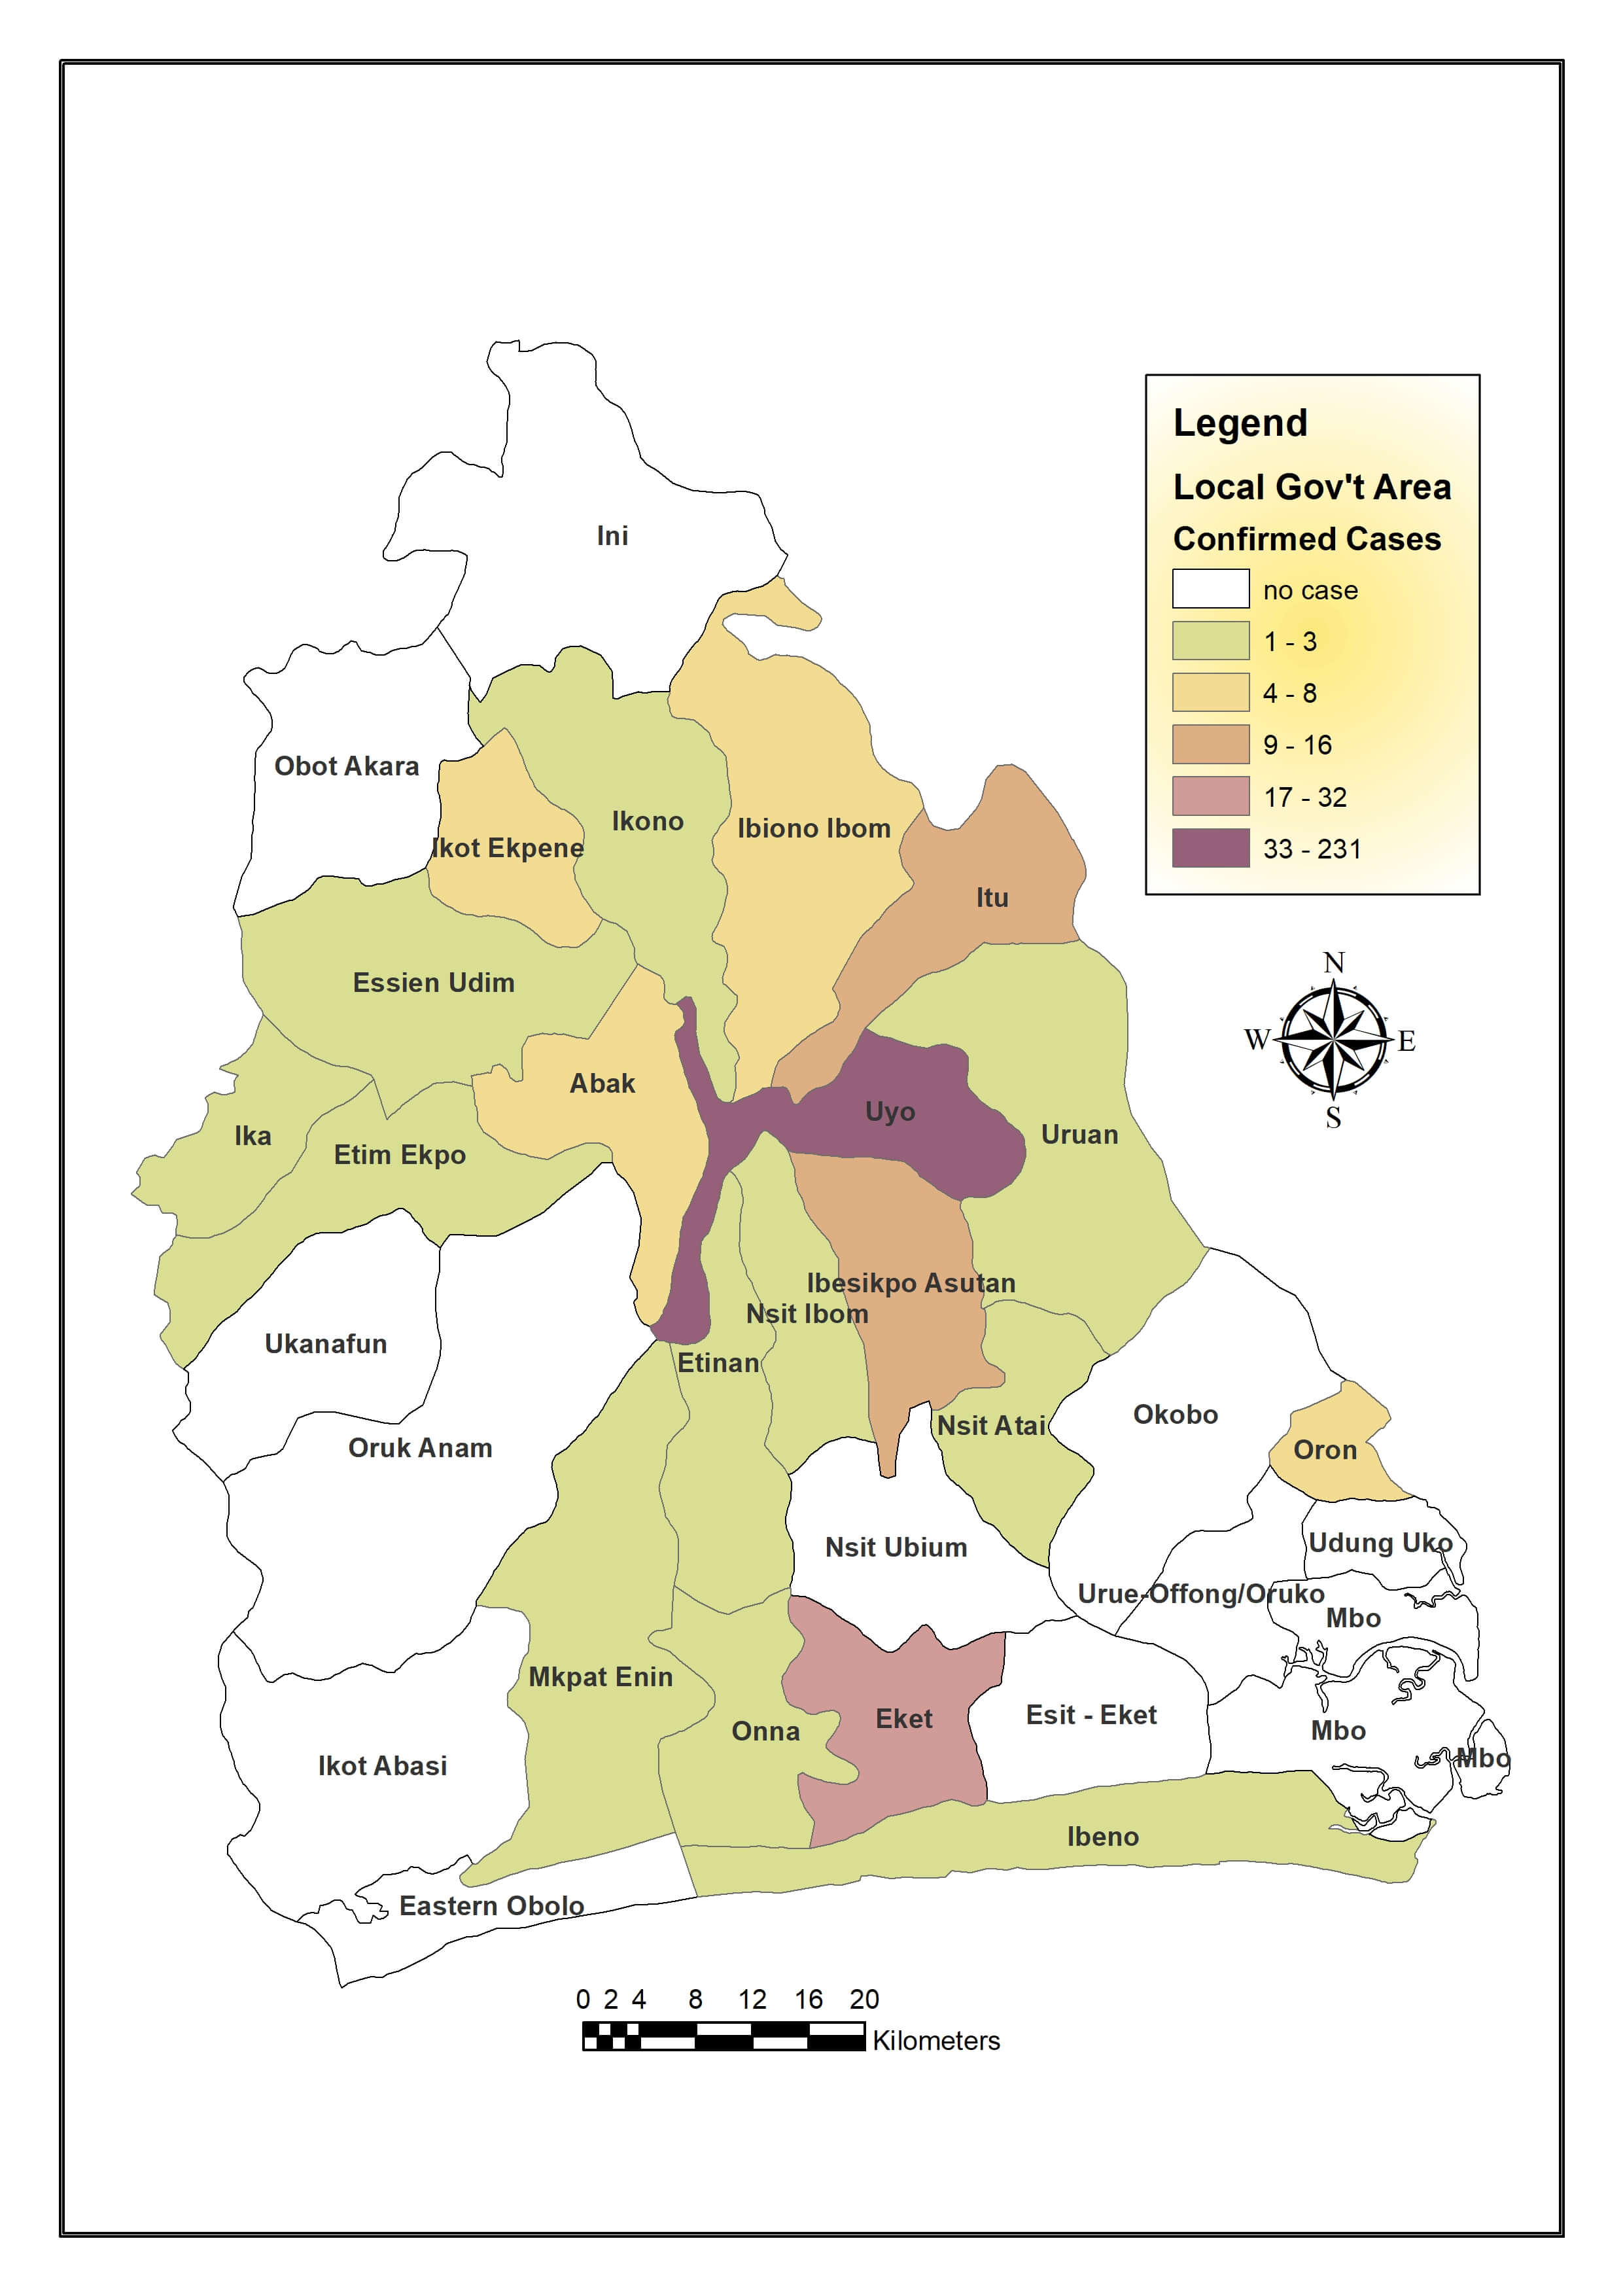 Legend
Local Gov't Area
Confirmed Cases
no case
1 - 3
4 - 8
9 - 16
17 - 32
33 - 231
N
W
E
S
Ini
Obot Akara
Ikot Ekpene
Ikono
Ibiono Ibom
Itu
Essien Udim
Abak
Uyo
Uruan
Ika
Etim Ekpo
Ibesikpo Asutan
Nsit Ibom
Ukanafun
Etinan
Okobo
Nsit Atai
Oruk Anam
Oron
Nsit Ubium
Udung Uko
Urue-Offong/Oruko
Mbo
Mkpat Enin
Onna
Eket
Esit - Eket
Mbo
Mbo
Ikot Abasi
Ibeno
Eastern Obolo
0 2 4 8 12 16 20
Kilometers